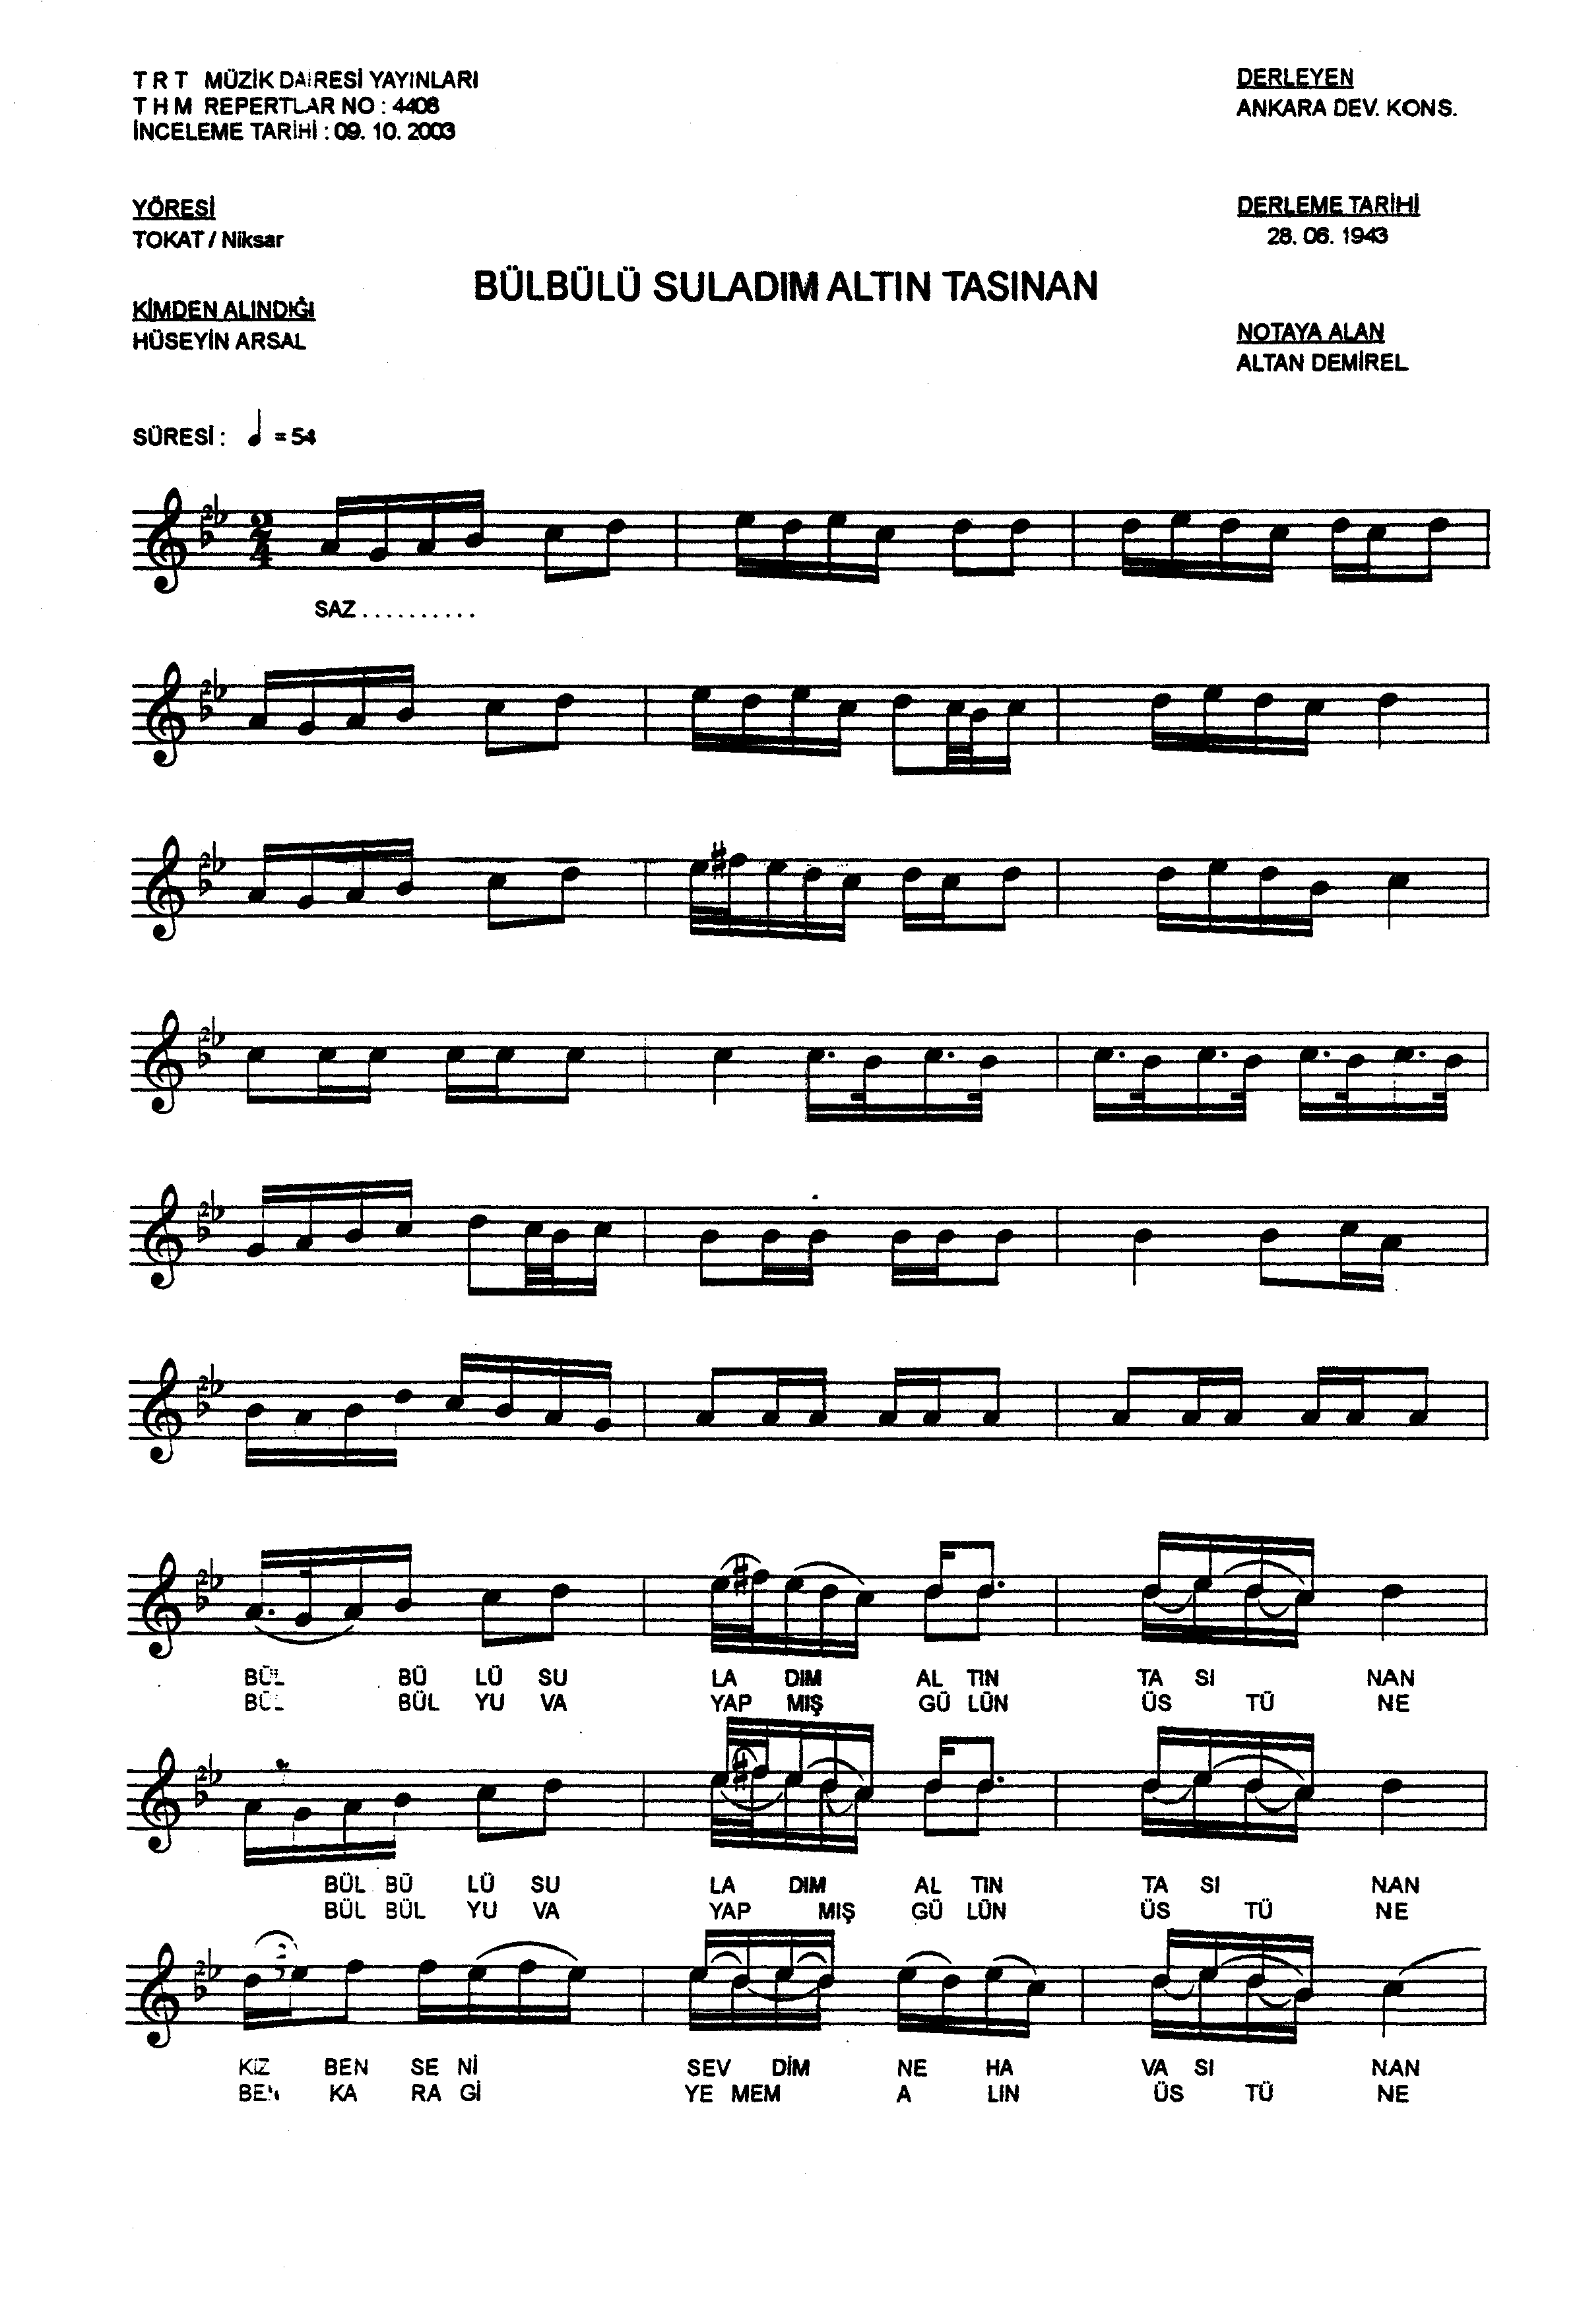 T R T MÜZİK DAİRESİ YAYINLARI
T H M REPERTUAR NO : 4408
İNCELEME TARİHİ : 09. 10. 2003
DERLEYEN
ANKARA DEV. KONS.
YÖRESİ
TOKAT / Niksar
DERLEME TARİHİ
28. 06. 1943
BÜLBÜLÜ SULADIM ALTIN TASINAN
KİMDEN ALINDIĞI
HÜSEYİN ARSAL
NOTAYA ALAN
ALTAN DEMİREL
SÜRESİ : = 54
2
4
SAZ . . . . . . . . . .
BÜL BÜ LÜ SU LA DIM AL TIN TA SI NAN
BÜL BÜL YU VA YAP MIŞ GÜ LÜN ÜS TÜ NE
BÜL BÜ LÜ SU LA DIM AL TIN TA SI NAN
BÜL BÜL YU VA YAP MIŞ GÜ LÜN ÜS TÜ NE
KIZ BEN SE Nİ SEV DİM NE HA VA SI NAN
BEN KA RA Gİ YE MEM A LIN ÜS TÜ NE